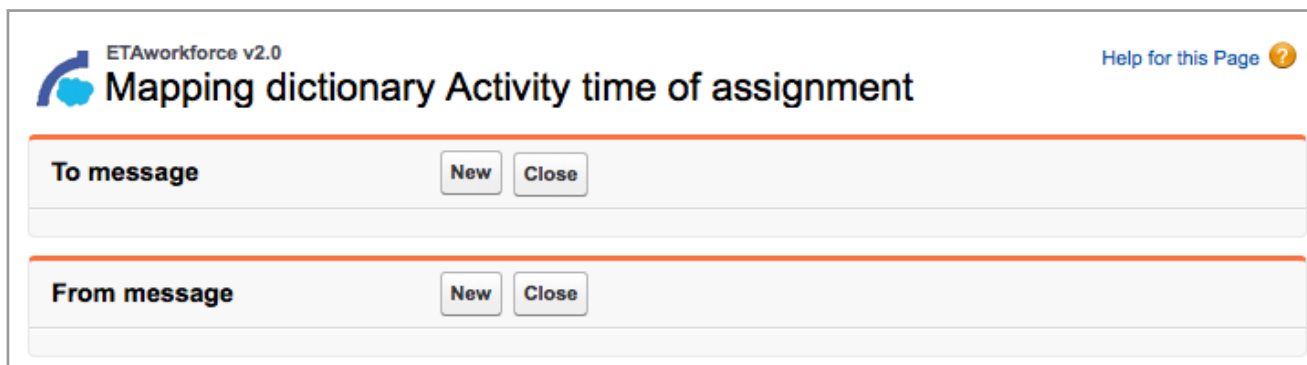 ETAworkforce v2.0
Mapping dictionary Activity time of assignment
Help for this Page ?
To message New Close
From message New Close